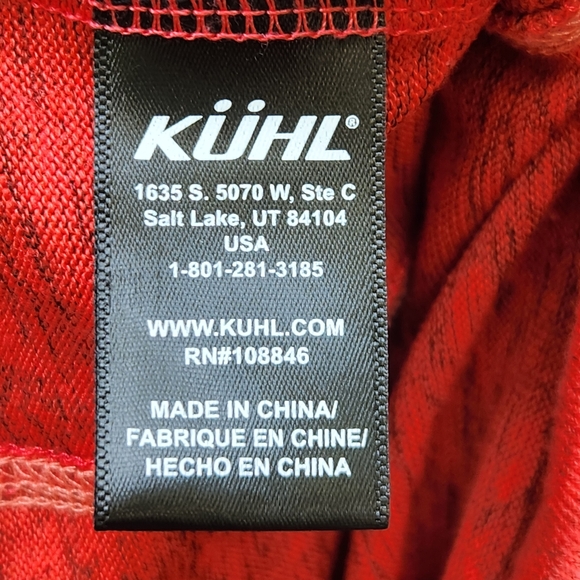 KÜHL®
1635 S. 5070 W, Ste C
Salt Lake, UT 84104
USA
1-801-281-3185
WWW.KUHL.COM
RN#108846
MADE IN CHINA/
FABRIQUE EN CHINE/
HECHO EN CHINA